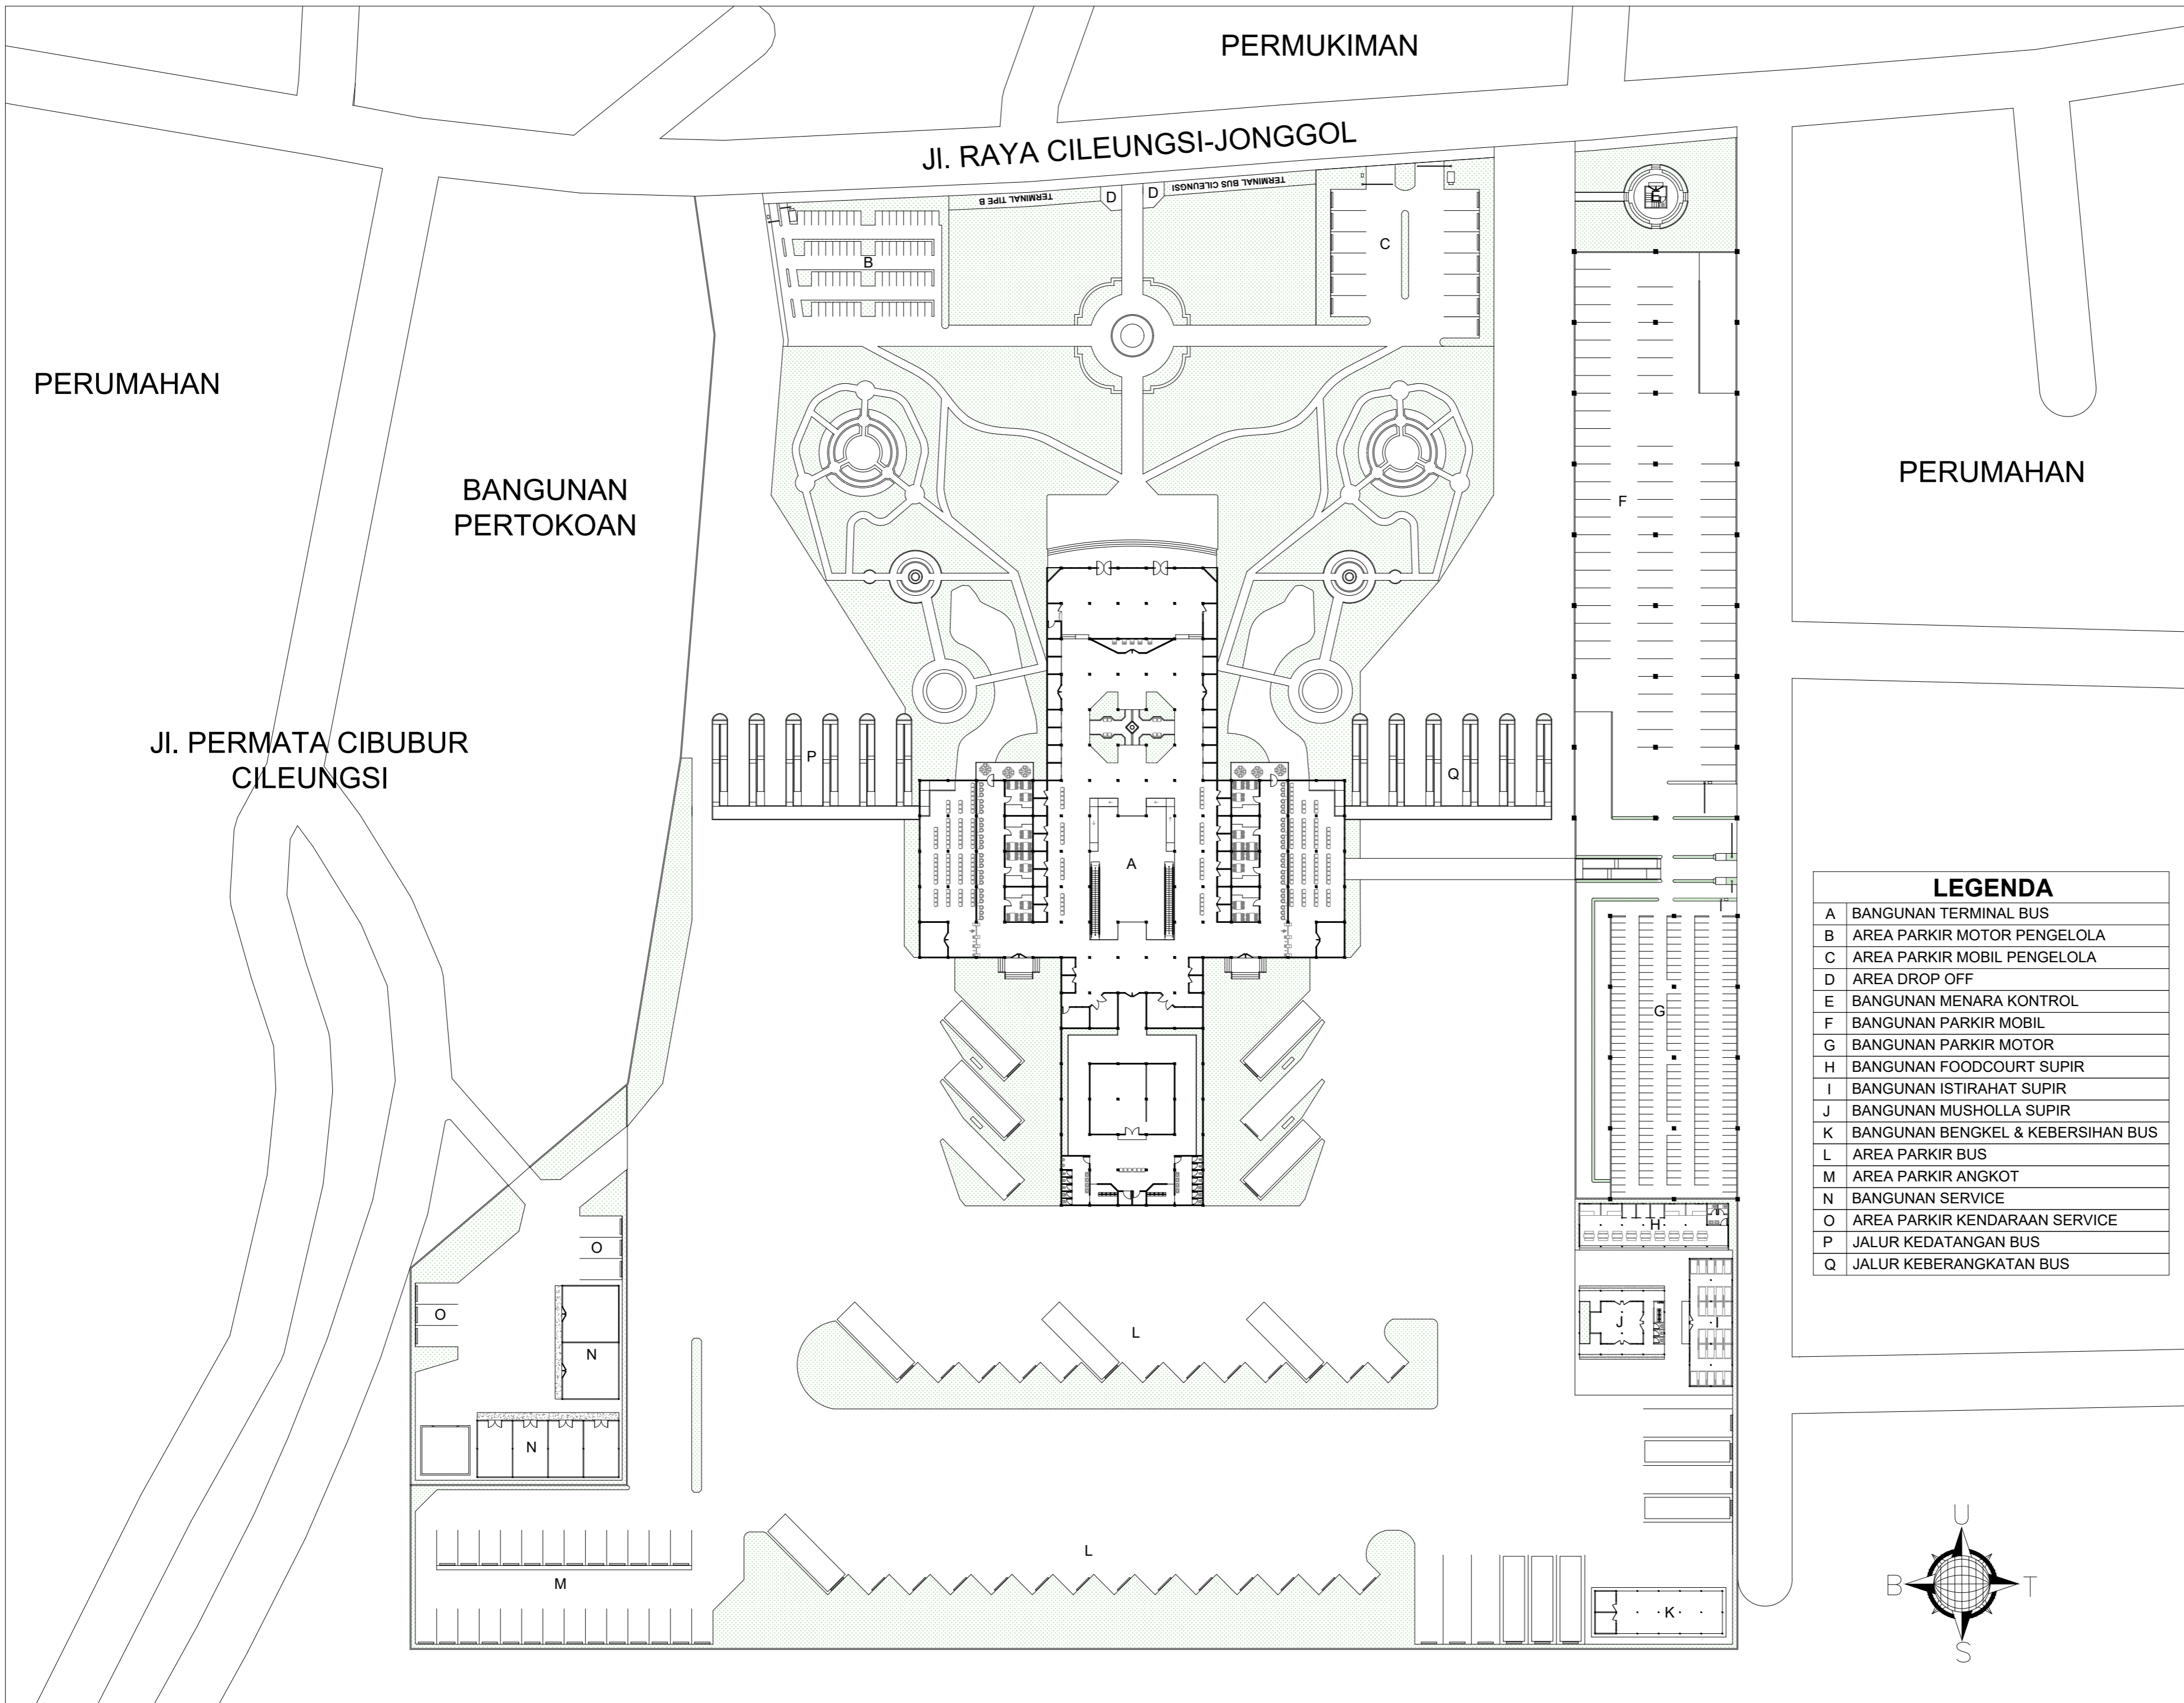 PERMUKIMAN
Jl. RAYA CILEUNGSI-JONGGOL
TERMINAL TIPE B
D
D
TERMINAL BUS CILEUNGSI
E
B
C
PERUMAHAN
PERUMAHAN
BANGUNAN
PERTOKOAN
F
Jl. PERMATA CIBUBUR
CILEUNGSI
P
Q
A
G
H
O
O
J
I
L
N
N
L
M
K
LEGENDA
A BANGUNAN TERMINAL BUS
B AREA PARKIR MOTOR PENGELOLA
C AREA PARKIR MOBIL PENGELOLA
D AREA DROP OFF
E BANGUNAN MENARA KONTROL
F BANGUNAN PARKIR MOBIL
G BANGUNAN PARKIR MOTOR
H BANGUNAN FOODCOURT SUPIR
I BANGUNAN ISTIRAHAT SUPIR
J BANGUNAN MUSHOLLA SUPIR
K BANGUNAN BENGKEL & KEBERSIHAN BUS
L AREA PARKIR BUS
M AREA PARKIR ANGKOT
N BANGUNAN SERVICE
O AREA PARKIR KENDARAAN SERVICE
P JALUR KEDATANGAN BUS
Q JALUR KEBERANGKATAN BUS
U
B
T
S